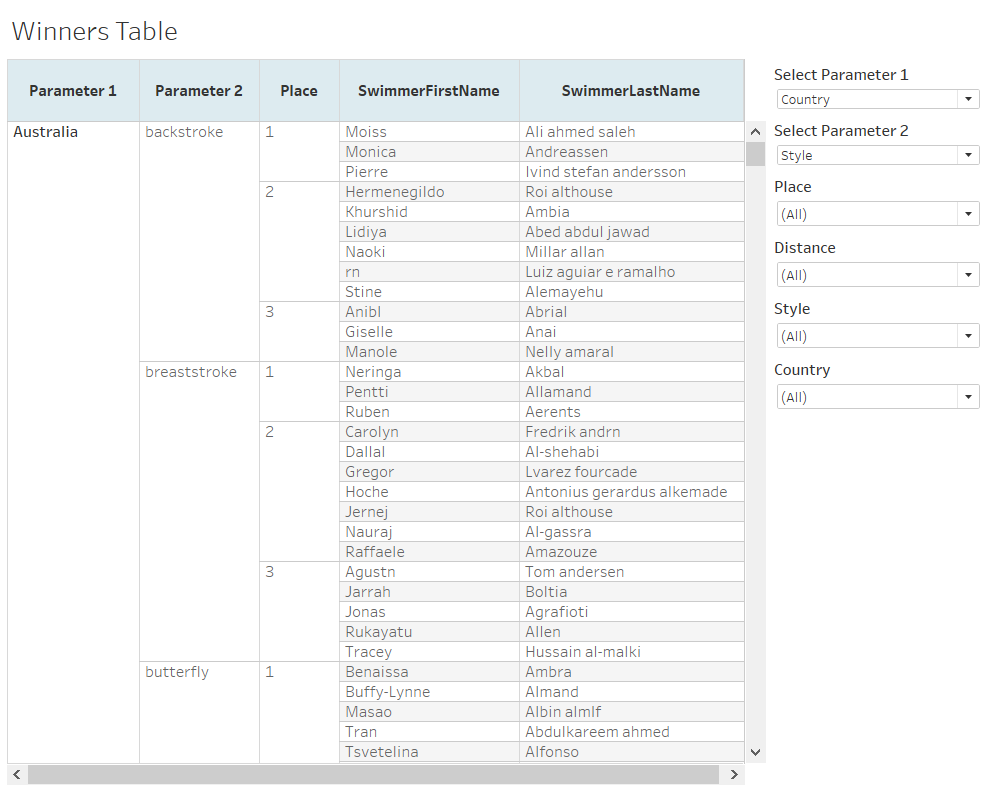 Winners Table
Parameter 1 Parameter 2 Place SwimmerFirstName SwimmerLastName
Australia backstroke 1 Moiss Ali ahmed saleh
Monica Andreassen
Pierre Ivind stefan andersson
2 Hermenegildo Roi althouse
Khurshid Ambia
Lidiya Abed abdul jawad
Naoki Millar allan
rn Luiz aguiar e ramalho
Stine Alemayehu
3 Anibl Abrial
Giselle Anai
Manole Nelly amaral
breaststroke 1 Neringa Akbal
Pentti Allamand
Ruben Aerents
2 Carolyn Fredrik andrn
Dallal Al-shehabi
Gregor Lvarez fourcade
Hoche Antonius gerardus alkemade
Jernej Roi althouse
Nauraj Al-gassra
Raffaele Amazouze
3 Agustn Tom andersen
Jarrah Boltia
Jonas Agrafioti
Rukayatu Allen
Tracey Hussain al-malki
butterfly 1 Benaissa Ambra
Buffy-Lynne Almand
Masao Albin almlf
Tran Abdulkareem ahmed
Tsvetelina Alfonso
Select Parameter 1
Country
Select Parameter 2
Style
Place
(All)
Distance
(All)
Style
(All)
Country
(All)